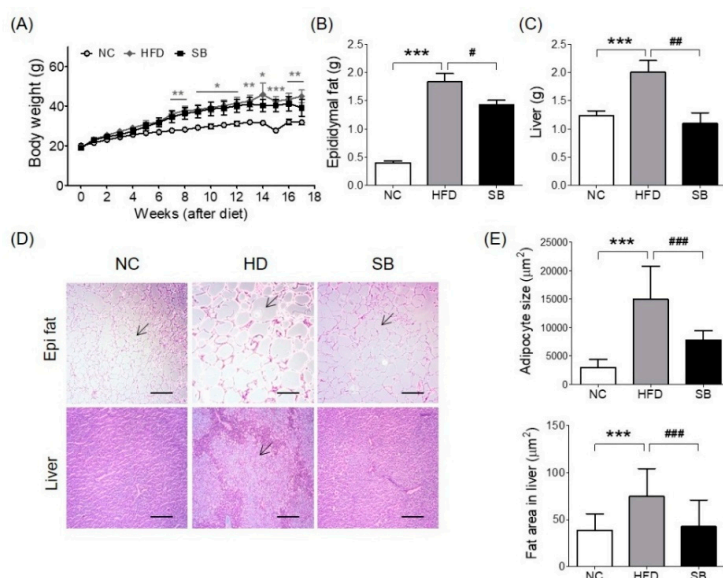 (A)
NC HFD SB
Body weight (g)
60
40
20
0
** * ** * *** **
0 2 4 6 8 10 12 14 16 18
Weeks (after diet)
(B)
Epididymal fat (g)
2.5
2.0
1.5
1.0
0.5
0.0
*** #
NC HFD SB
(C)
Liver (g)
2.5
2.0
1.5
1.0
0.5
0.0
*** ##
NC HFD SB
(D)
NC HD SB
Epi fat
Liver
(E)
Adipocyte size (μm²)
25000
20000
15000
10000
5000
0
*** ###
NC HFD SB
Fat area in liver (μm²)
150
100
50
0
*** ###
NC HFD SB